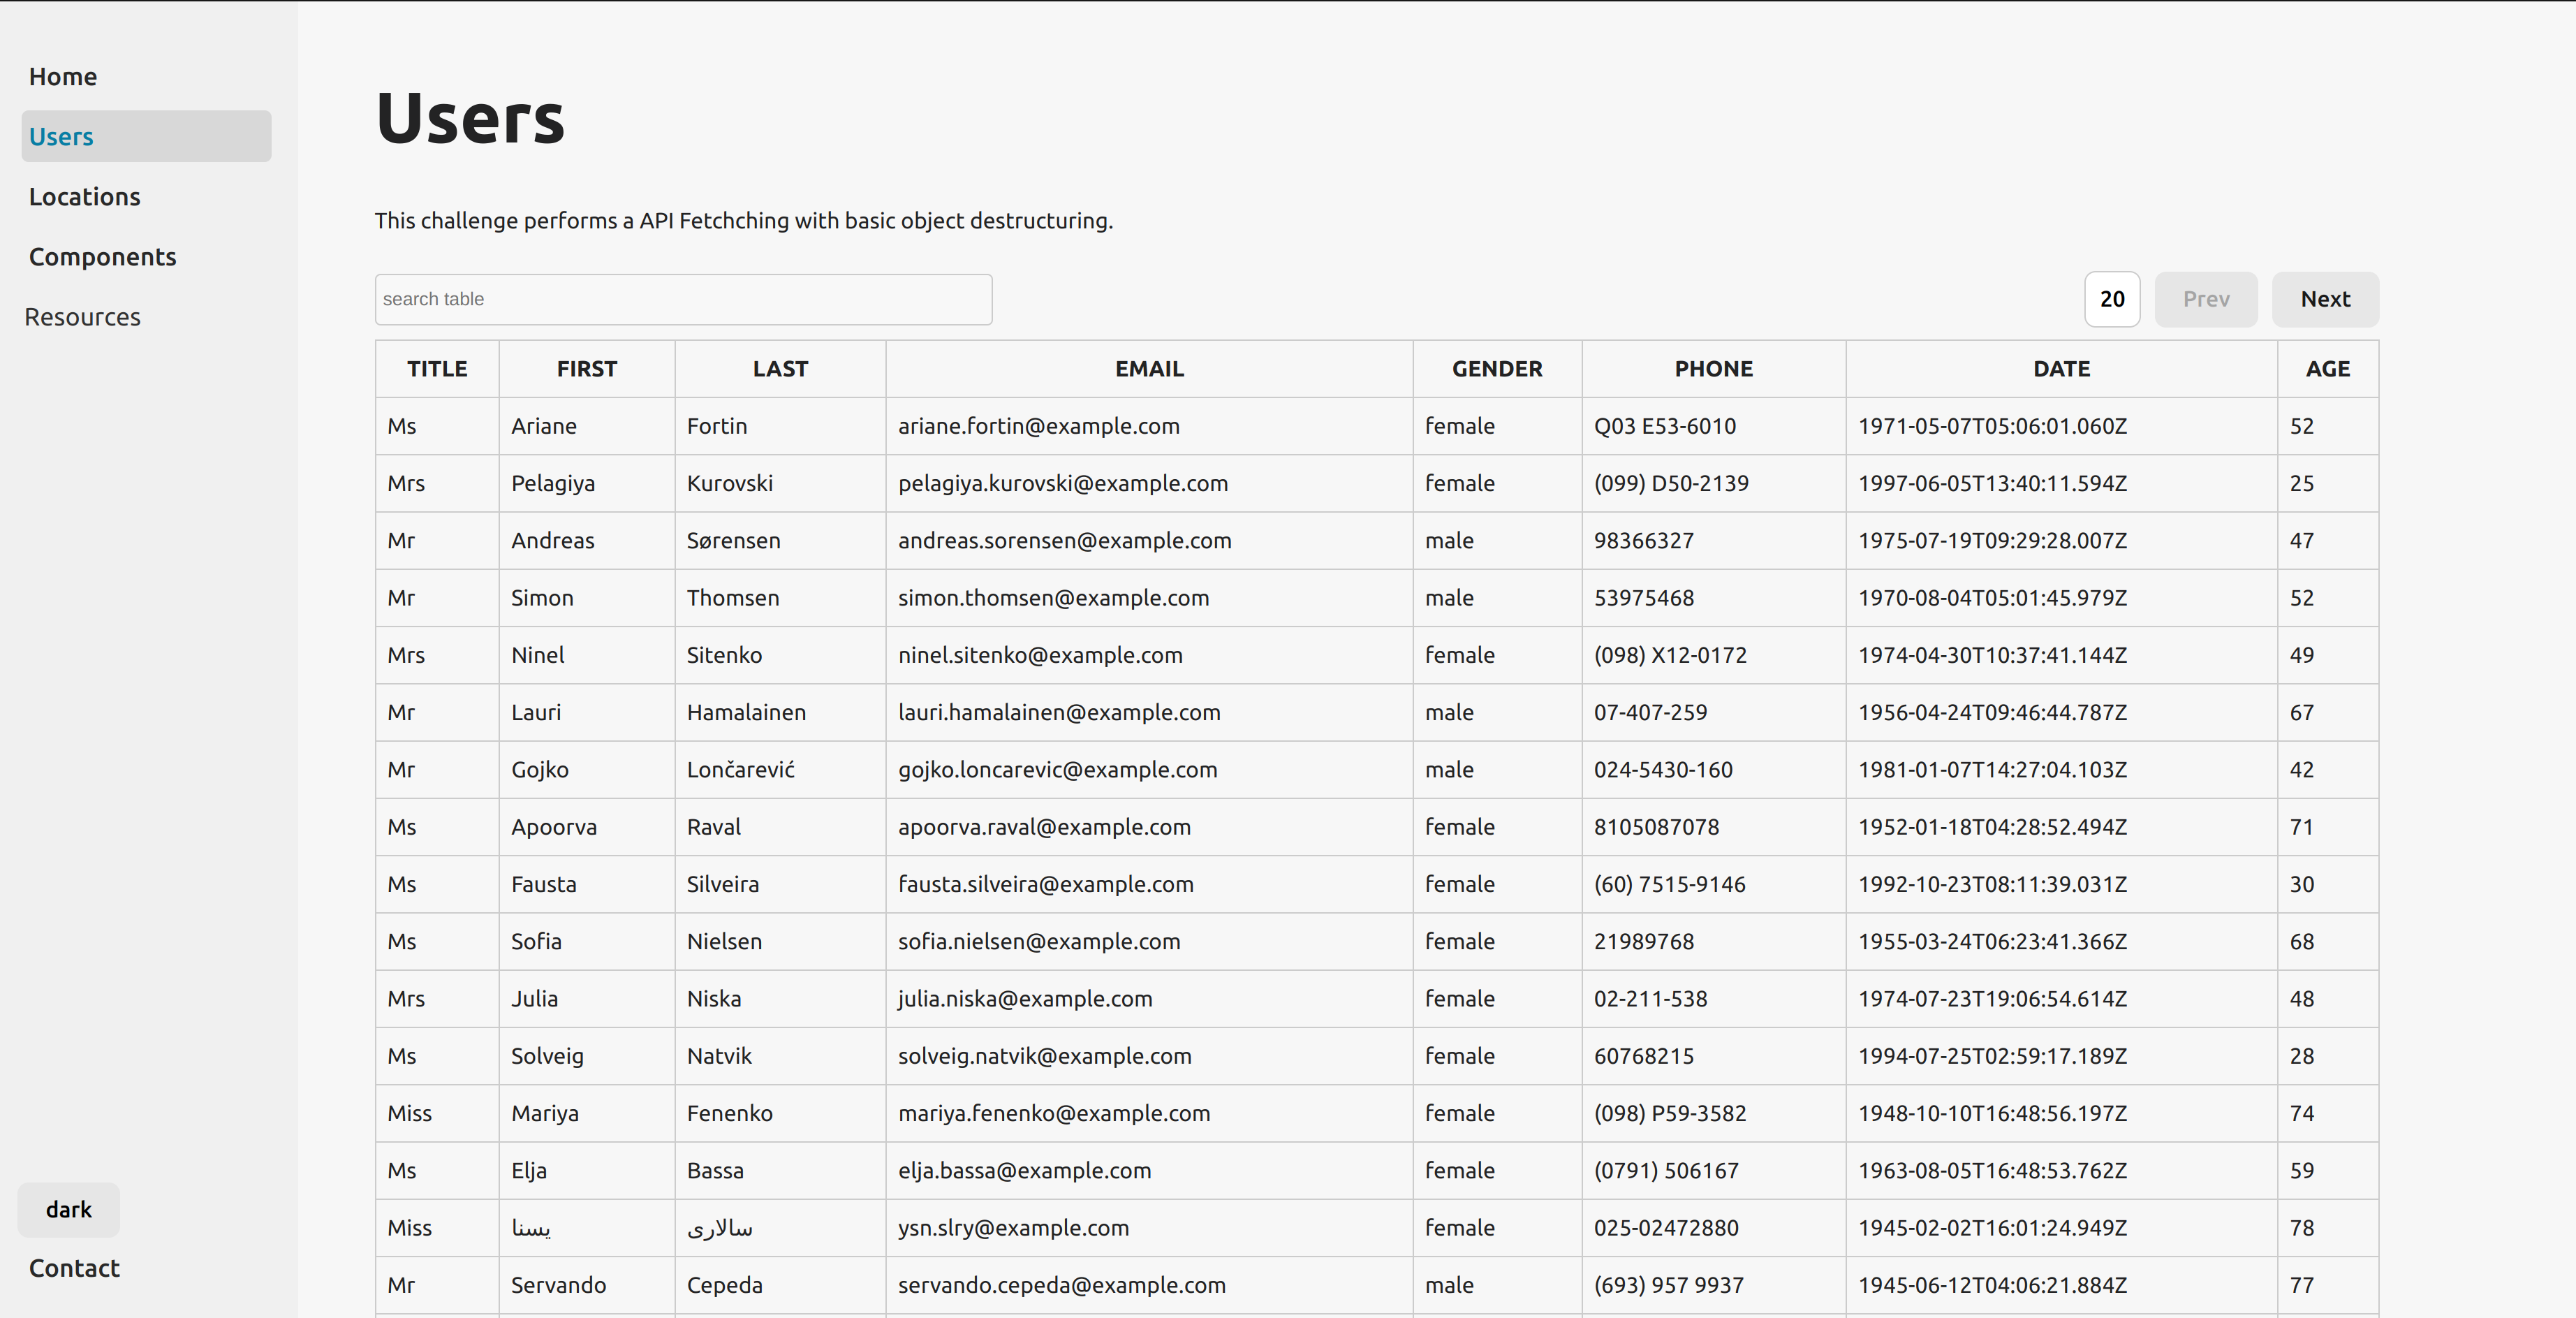 Home
Users
Locations
Components
Resources
dark
Contact
Users
This challenge performs a API Fetchching with basic object destructuring.
search table
20 Prev Next
TITLE FIRST LAST EMAIL GENDER PHONE DATE AGE
Ms Ariane Fortin ariane.fortin@example.com female Q03 E53-6010 1971-05-07T05:06:01.060Z 52
Mrs Pelagiya Kurovski pelagiya.kurovski@example.com female (099) D50-2139 1997-06-05T13:40:11.594Z 25
Mr Andreas Sørensen andreas.sorensen@example.com male 98366327 1975-07-19T09:29:28.007Z 47
Mr Simon Thomsen simon.thomsen@example.com male 53975468 1970-08-04T05:01:45.979Z 52
Mrs Ninel Sitenko ninel.sitenko@example.com female (098) X12-0172 1974-04-30T10:37:41.144Z 49
Mr Lauri Hamalainen lauri.hamalainen@example.com male 07-407-259 1956-04-24T09:46:44.787Z 67
Mr Gojko Lončarević gojko.loncarevic@example.com male 024-5430-160 1981-01-07T14:27:04.103Z 42
Ms Apoorva Raval apoorva.raval@example.com female 8105087078 1952-01-18T04:28:52.494Z 71
Ms Fausta Silveira fausta.silveira@example.com female (60) 7515-9146 1992-10-23T08:11:39.031Z 30
Ms Sofia Nielsen sofia.nielsen@example.com female 21989768 1955-03-24T06:23:41.366Z 68
Mrs Julia Niska julia.niska@example.com female 02-211-538 1974-07-23T19:06:54.614Z 48
Ms Solveig Natvik solveig.natvik@example.com female 60768215 1994-07-25T02:59:17.189Z 28
Miss Mariya Fenenko mariya.fenenko@example.com female (098) P59-3582 1948-10-10T16:48:56.197Z 74
Ms Elja Bassa elja.bassa@example.com female (0791) 506167 1963-08-05T16:48:53.762Z 59
Miss یسنا سالاری ysn.slry@example.com female 025-02472880 1945-02-02T16:01:24.949Z 78
Mr Servando Cepeda servando.cepeda@example.com male (693) 957 9937 1945-06-12T04:06:21.884Z 77